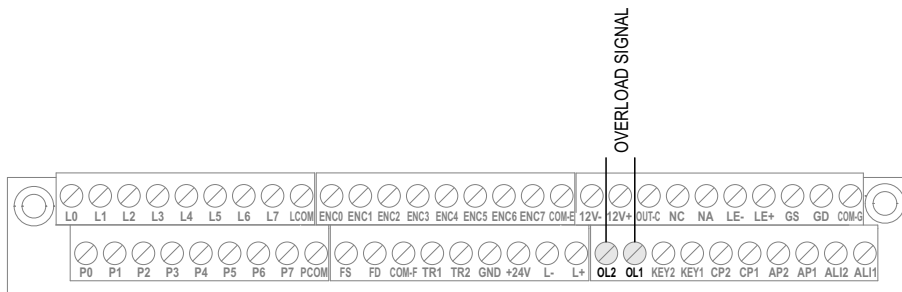 OVERLOAD SIGNAL
L0 L1 L2 L3 L4 L5 L6 L7 LCOM ENC0 ENC1 ENC2 ENC3 ENC4 ENC5 ENC6 ENC7 COM-E 12V- 12V+ OUT-C NC NA LE- LE+ GS GD COM-G
P0 P1 P2 P3 P4 P5 P6 P7 PCOM FS FD COM-F TR1 TR2 GND +24V L- L+ OL2 OL1 KEY2 KEY1 CP2 CP1 AP2 AP1 ALI2 ALI1